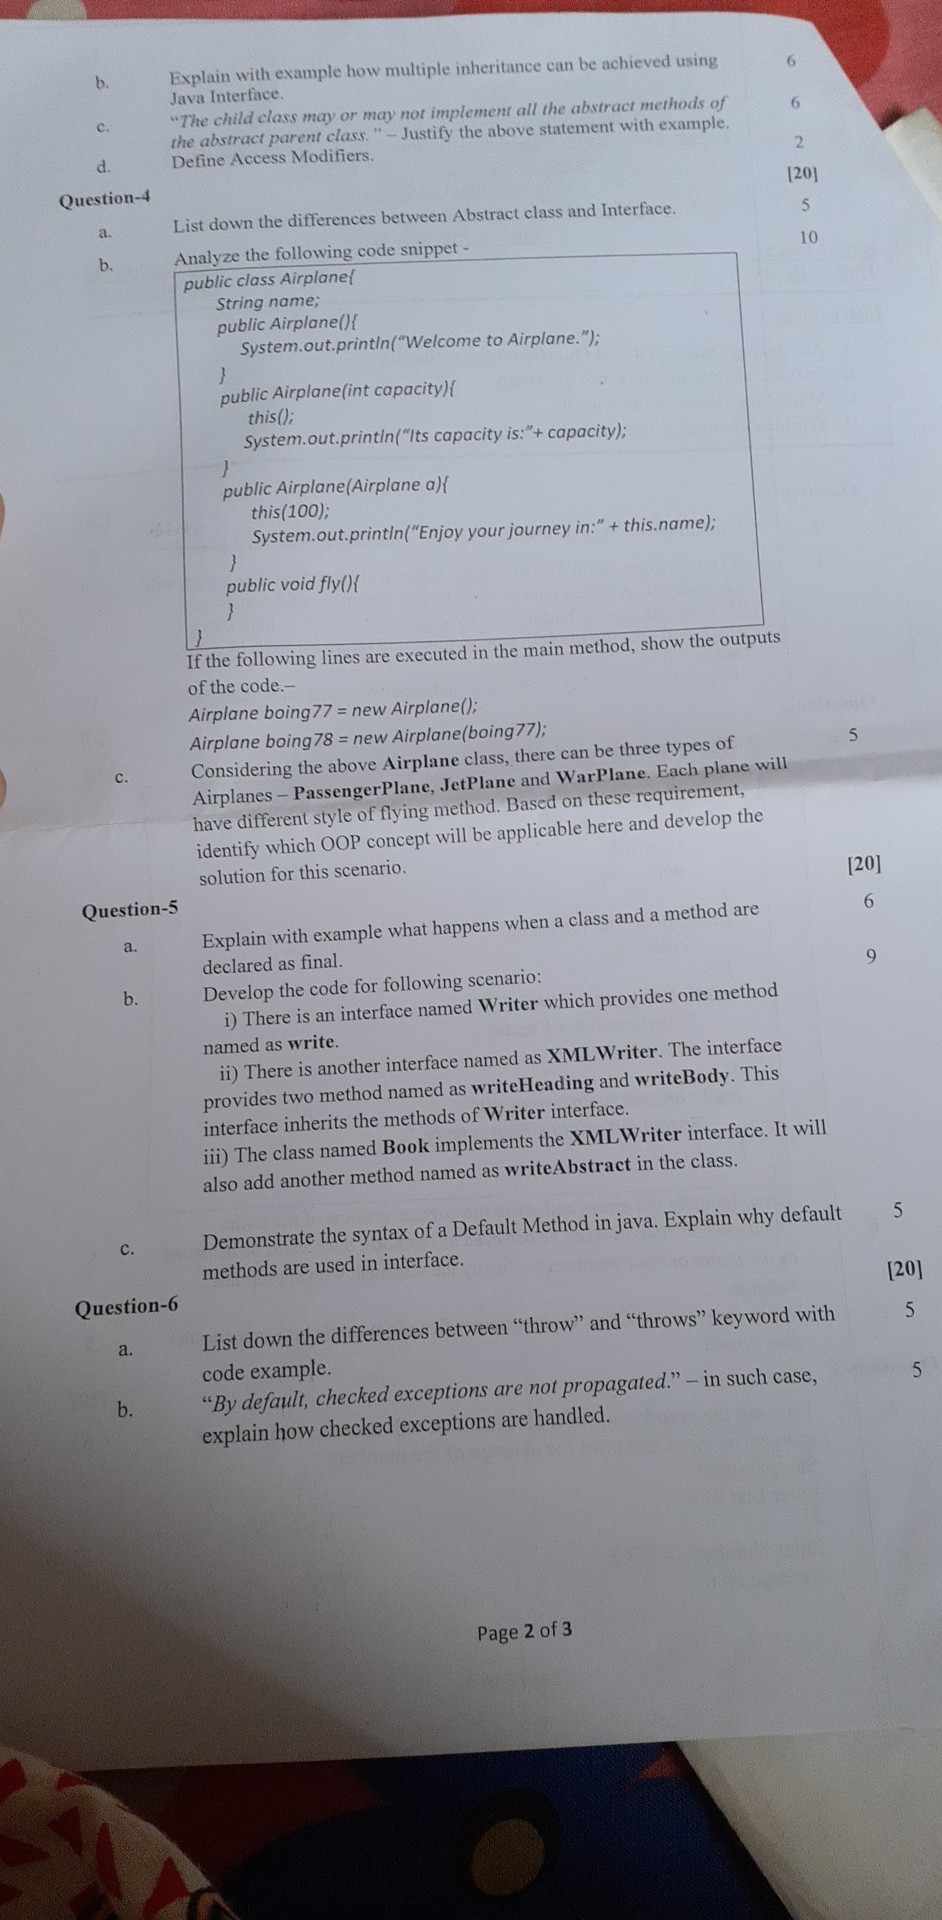 b. Explain with example how multiple inheritance can be achieved using 6
Java Interface.
c. “The child class may or may not implement all the abstract methods of 6
the abstract parent class.” – Justify the above statement with example.
d. Define Access Modifiers. 2
Question-4 [20]
a. List down the differences between Abstract class and Interface. 5
b. Analyze the following code snippet - 10
public class Airplane{
String name;
public Airplane(){
System.out.println(“Welcome to Airplane.”);
}
public Airplane(int capacity){
this();
System.out.println(“Its capacity is:”+ capacity);
}
public Airplane(Airplane a){
this(100);
System.out.println(“Enjoy your journey in:” + this.name);
}
public void fly(){
}
}
If the following lines are executed in the main method, show the outputs
of the code.–
Airplane boing77 = new Airplane();
Airplane boing78 = new Airplane(boing77);
c. Considering the above Airplane class, there can be three types of 5
Airplanes – PassengerPlane, JetPlane and WarPlane. Each plane will
have different style of flying method. Based on these requirement,
identify which OOP concept will be applicable here and develop the
solution for this scenario.
Question-5 [20]
a. Explain with example what happens when a class and a method are 6
declared as final.
b. Develop the code for following scenario: 9
i) There is an interface named Writer which provides one method
named as write.
ii) There is another interface named as XMLWriter. The interface
provides two method named as writeHeading and writeBody. This
interface inherits the methods of Writer interface.
iii) The class named Book implements the XMLWriter interface. It will
also add another method named as writeAbstract in the class.
c. Demonstrate the syntax of a Default Method in java. Explain why default 5
methods are used in interface.
Question-6 [20]
a. List down the differences between “throw” and “throws” keyword with 5
code example.
b. “By default, checked exceptions are not propagated.” – in such case, 5
explain how checked exceptions are handled.
Page 2 of 3